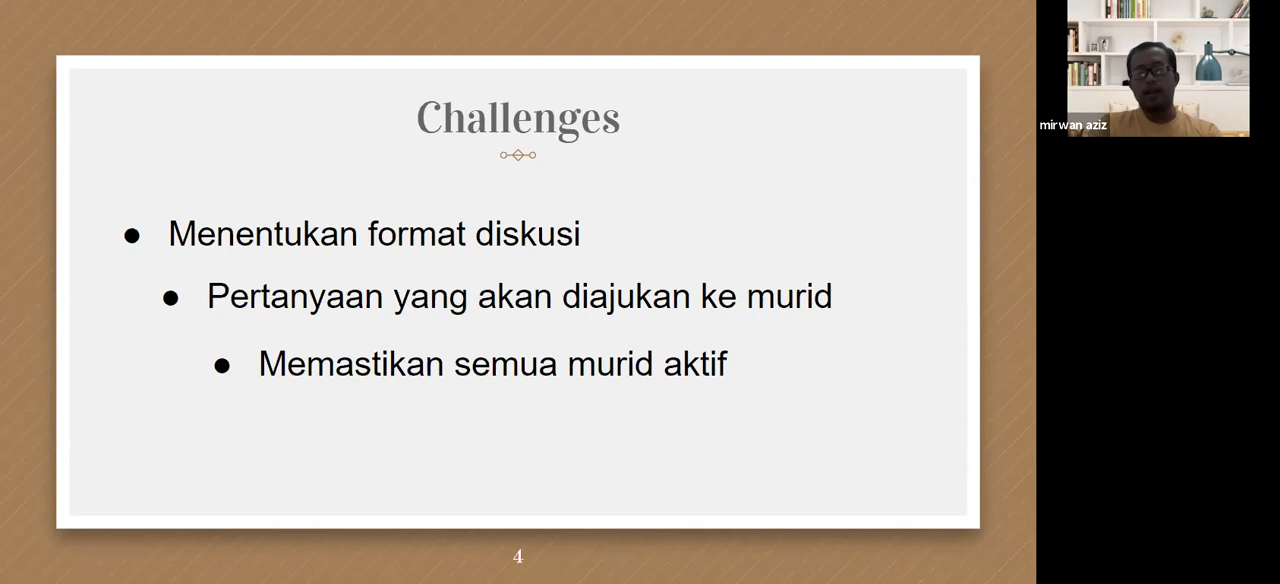 Challenges
● Menentukan format diskusi
● Pertanyaan yang akan diajukan ke murid
● Memastikan semua murid aktif
4
mirwan aziz